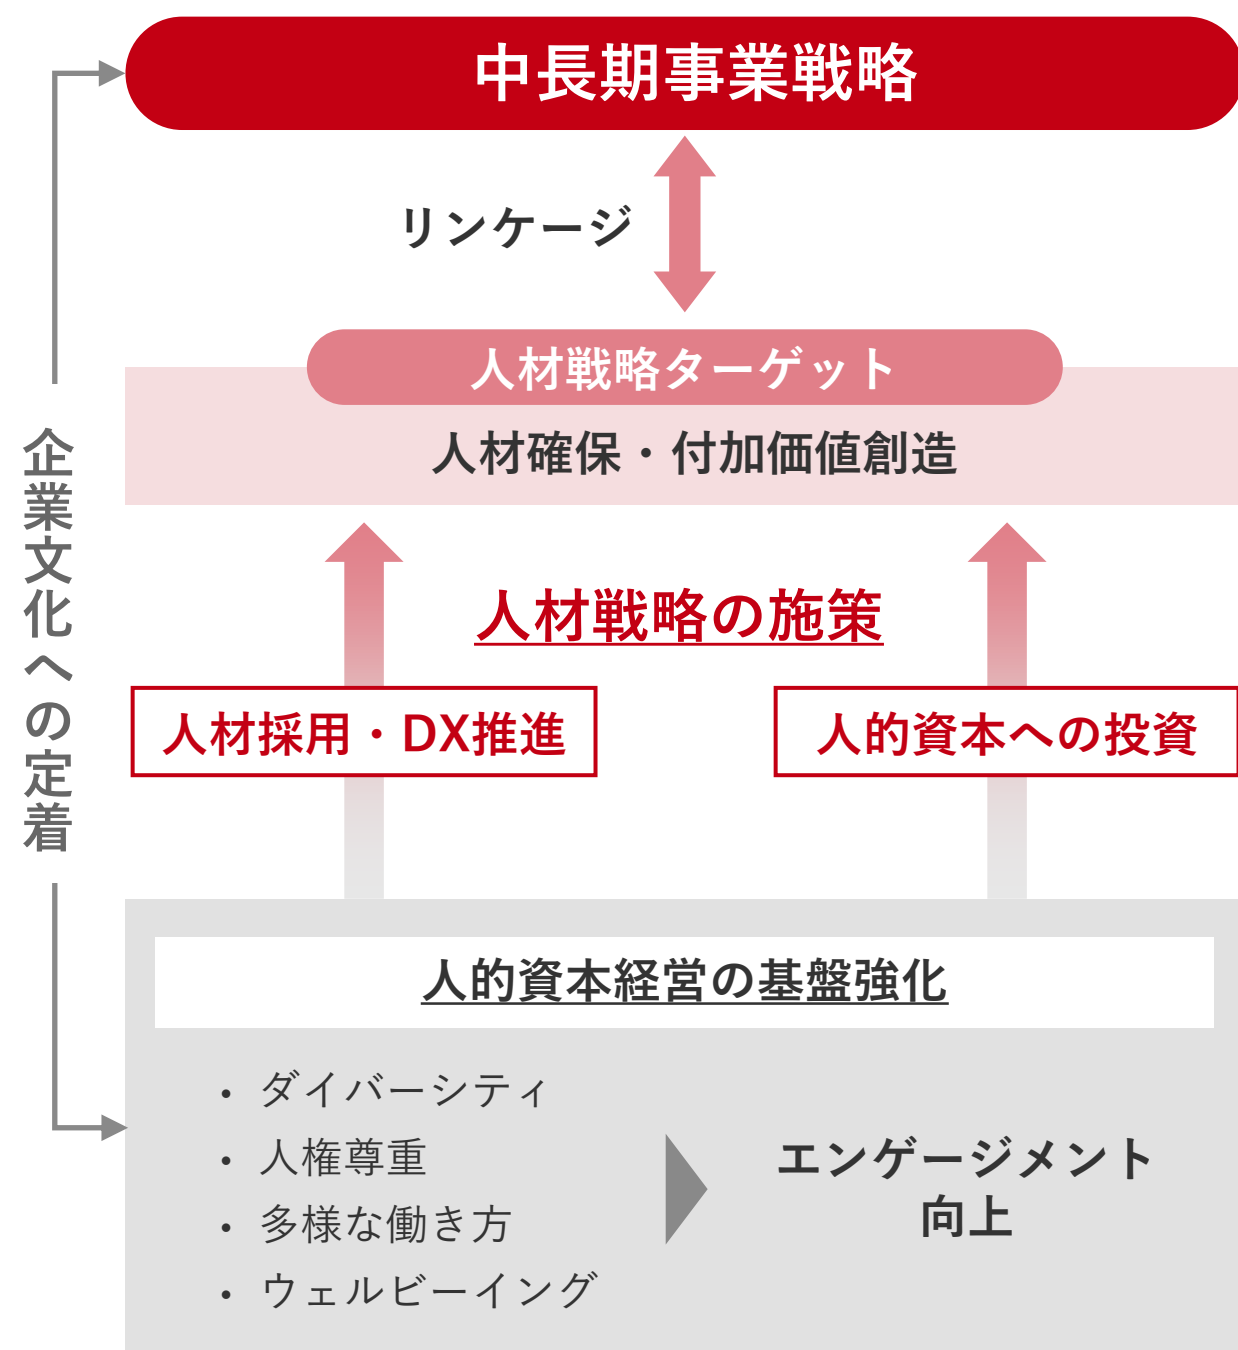 中長期事業戦略
リンケージ
人材戦略ターゲット
人材確保・付加価値創造
企業文化への定着
人材戦略の施策
人材採用・DX推進
人的資本への投資
人的資本経営の基盤強化
・ ダイバーシティ
・ 人権尊重
・ 多様な働き方
・ ウェルビーイング
エンゲージメント
向上